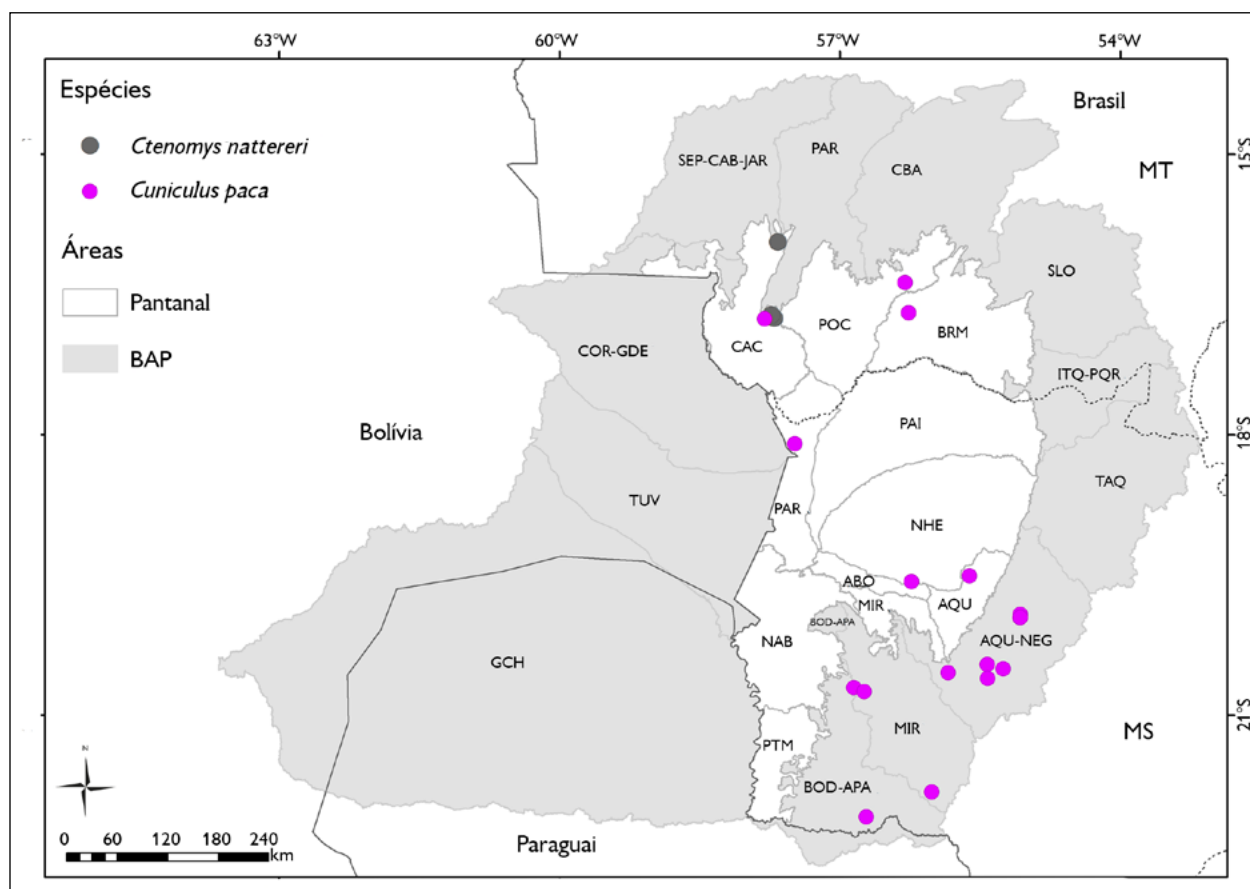 63°W 60°W 57°W 54°W
Espécies
Ctenomys nattereri
Cuniculus paca
Áreas
Pantanal
BAP
Brasil
MT
15°S
SEP-CAB-JAR
PAR
CBA
SLO
POC
BRM
CAC
COR-GDE
ITQ-PQR
Bolívia
PAI
18°S
TAQ
TUV
PAR
NHE
ABO
MIR
AQU
BOD-APA
NAB
AQU-NEG
GCH
21°S
MIR
MS
PTM
BOD-APA
N
0 60 120 180 240
km
Paraguai